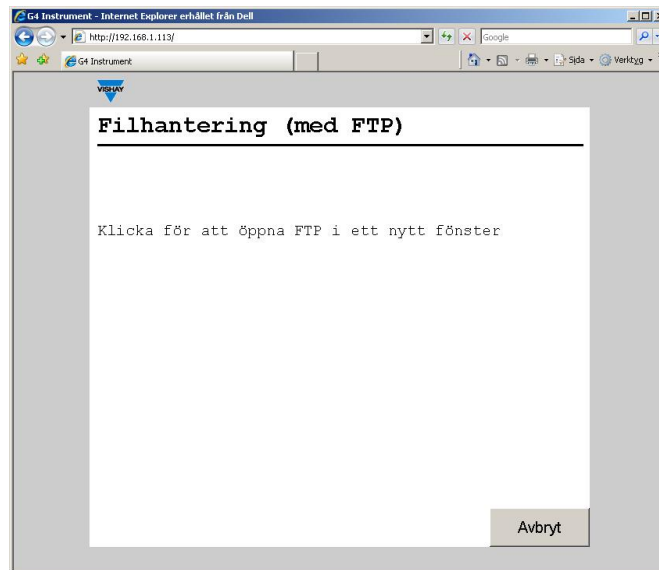 G4 Instrument - Internet Explorer erhållet från Dell
http://192.168.1.113/
Google
G4 Instrument
Sida
Verktyg
VISHAY
Filhantering (med FTP)
Klicka för att öppna FTP i ett nytt fönster
Avbryt